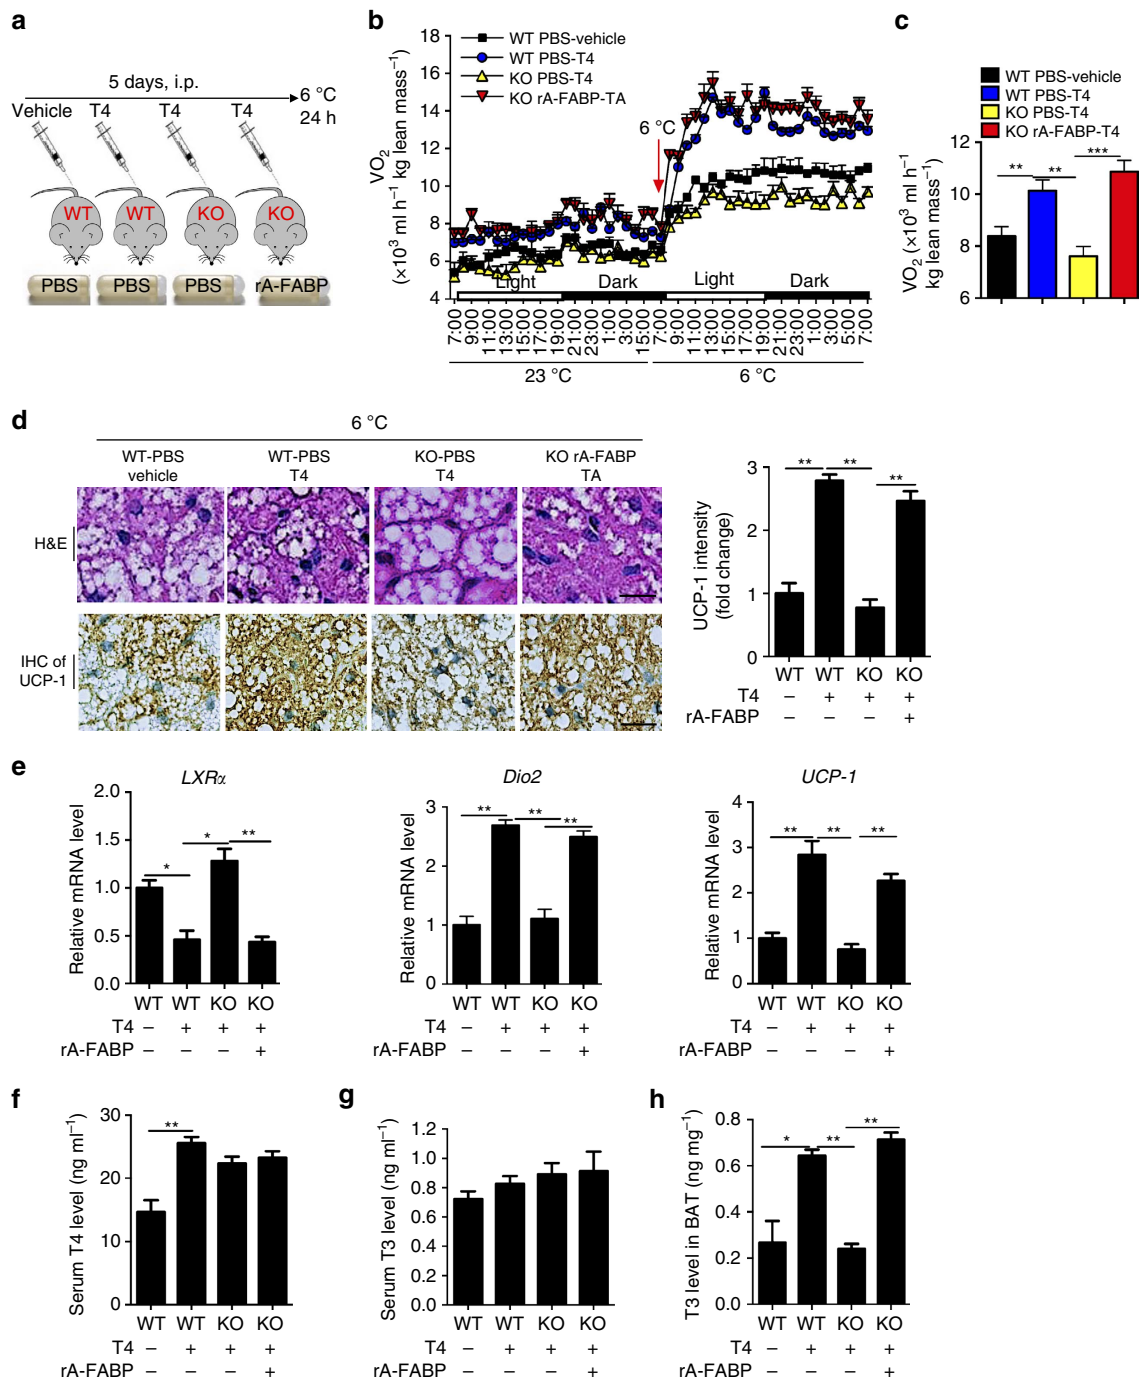 a
5 days, i.p.
6 °C
24 h
Vehicle T4 T4 T4
WT WT KO KO
PBS PBS PBS rA-FABP
b
WT PBS-vehicle
WT PBS-T4
KO PBS-T4
KO rA-FABP-TA
VO2
(×10³ ml h⁻¹ kg lean mass⁻¹)
18
16
14
12
10
8
6
4
6 °C
Light Dark Light Dark
7:00 9:00 11:00 13:00 15:00 17:00 19:00 21:00 23:00 1:00 3:00 15:00 7:00 9:00 11:00 13:00 15:00 17:00 19:00 21:00 23:00 1:00 3:00 5:00 7:00
23 °C 6 °C
c
WT PBS-vehicle
WT PBS-T4
KO PBS-T4
KO rA-FABP-T4
VO2 (×10³ ml h⁻¹
kg lean mass⁻¹)
12
10
8
6
** ** ***
d
6 °C
WT-PBS
vehicle
WT-PBS
T4
KO-PBS
T4
KO rA-FABP
TA
H&E
IHC of
UCP-1
UCP-1 intensity
(fold change)
3
2
1
0
** ** **
WT WT KO KO
T4 – + + +
rA-FABP – – – +
e
LXRα
Relative mRNA level
2.0
1.5
1.0
0.5
0.0
* * **
WT WT KO KO
T4 – + + +
rA-FABP – – – +
Dio2
Relative mRNA level
3
2
1
0
** ** **
WT WT KO KO
– + + +
– – – +
UCP-1
Relative mRNA level
4
3
2
1
0
** ** **
WT WT KO KO
T4 – + + +
rA-FABP – – – +
f
Serum T4 level (ng ml⁻¹)
30
20
10
0
**
WT WT KO KO
T4 – + + +
rA-FABP – – – +
g
Serum T3 level (ng ml⁻¹)
1.2
1.0
0.8
0.6
0.4
0.2
0.0
WT WT KO KO
T4 – + + +
rA-FABP – – – +
h
T3 level in BAT (ng mg⁻¹)
0.8
0.6
0.4
0.2
0.0
* ** **
WT WT KO KO
T4 – + + +
rA-FABP – – – +